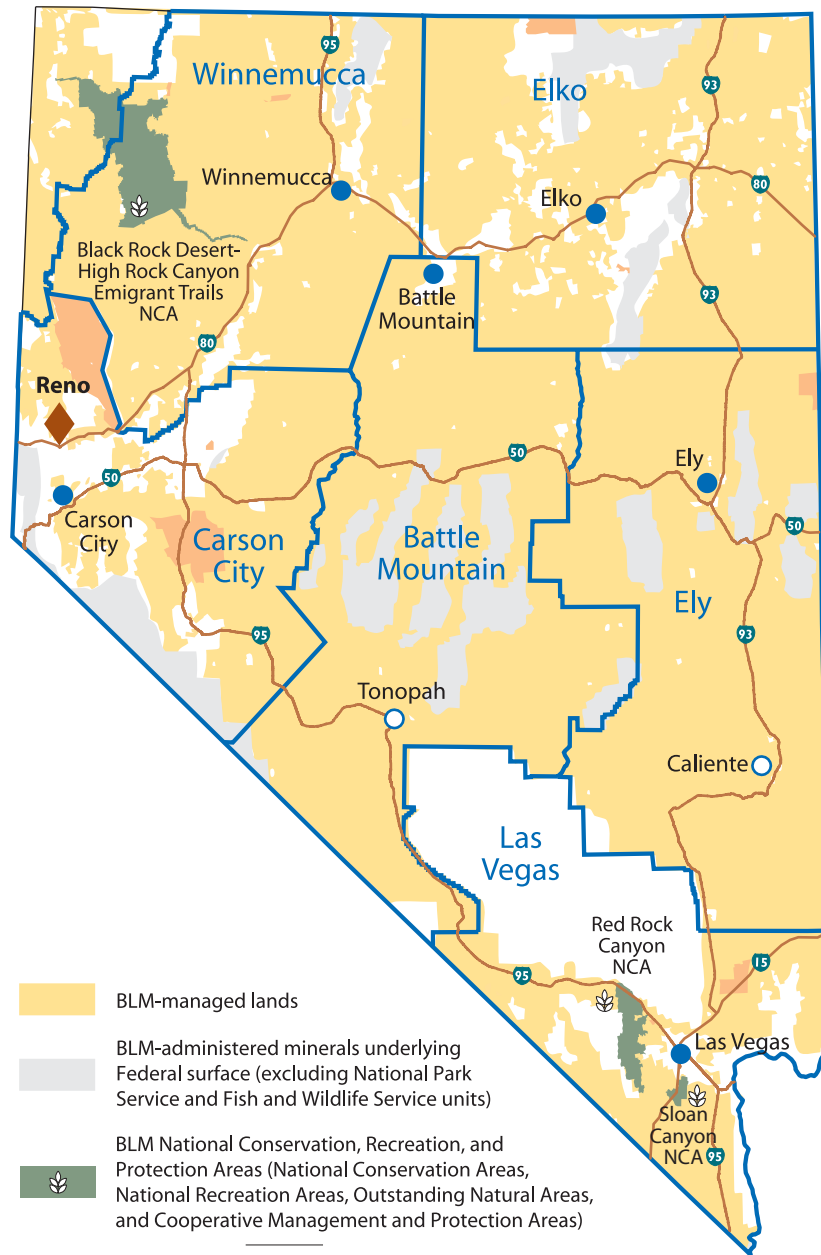 95
Winnemucca
Elko
93
Winnemucca
80
Elko
Black Rock Desert-
High Rock Canyon
Emigrant Trails
NCA
Battle
Mountain
93
80
Reno
50
Ely
50
Carson
City
Carson
City
Battle
Mountain
50
Ely
95
93
Tonopah
Caliente
Las
Vegas
Red Rock
Canyon
NCA
95
15
Las Vegas
Sloan
Canyon
NCA
95
BLM-managed lands
BLM-administered minerals underlying
Federal surface (excluding National Park
Service and Fish and Wildlife Service units)
BLM National Conservation, Recreation, and
Protection Areas (National Conservation Areas,
National Recreation Areas, Outstanding Natural Areas,
and Cooperative Management and Protection Areas)